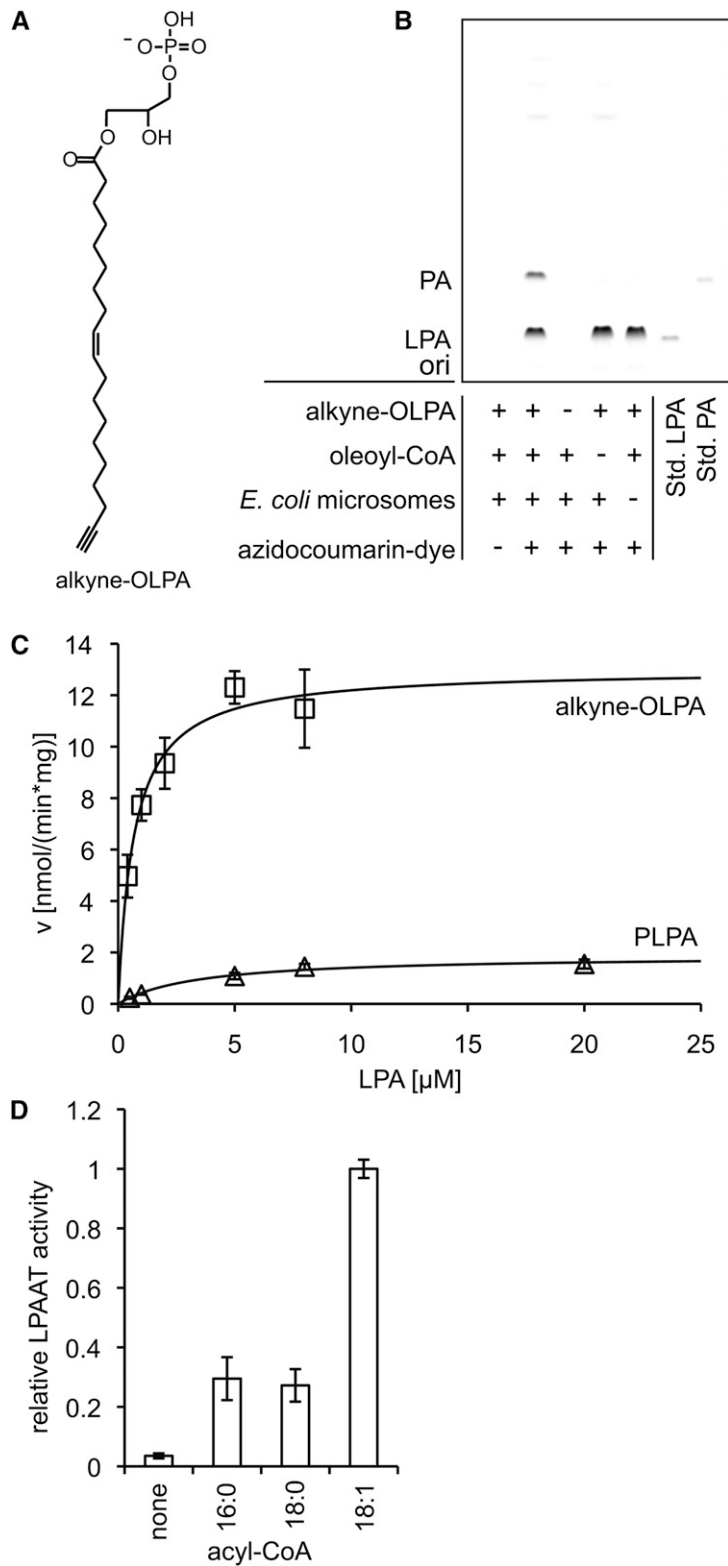 A
OH
⁻O-P=O
O
O
OH
O
alkyne-OLPA
B
PA
LPA
ori
alkyne-OLPA + + - + +
oleoyl-CoA + + + - +
E. coli microsomes + + + + -
azidocoumarin-dye - + + + +
Std. LPA
Std. PA
C
v [nmol/(min*mg)]
14
12
10
8
6
4
2
0
alkyne-OLPA
PLPA
0 5 10 15 20 25
LPA [µM]
D
relative LPAAT activity
1.2
1
0.8
0.6
0.4
0.2
0
none 16:0 18:0 18:1
acyl-CoA